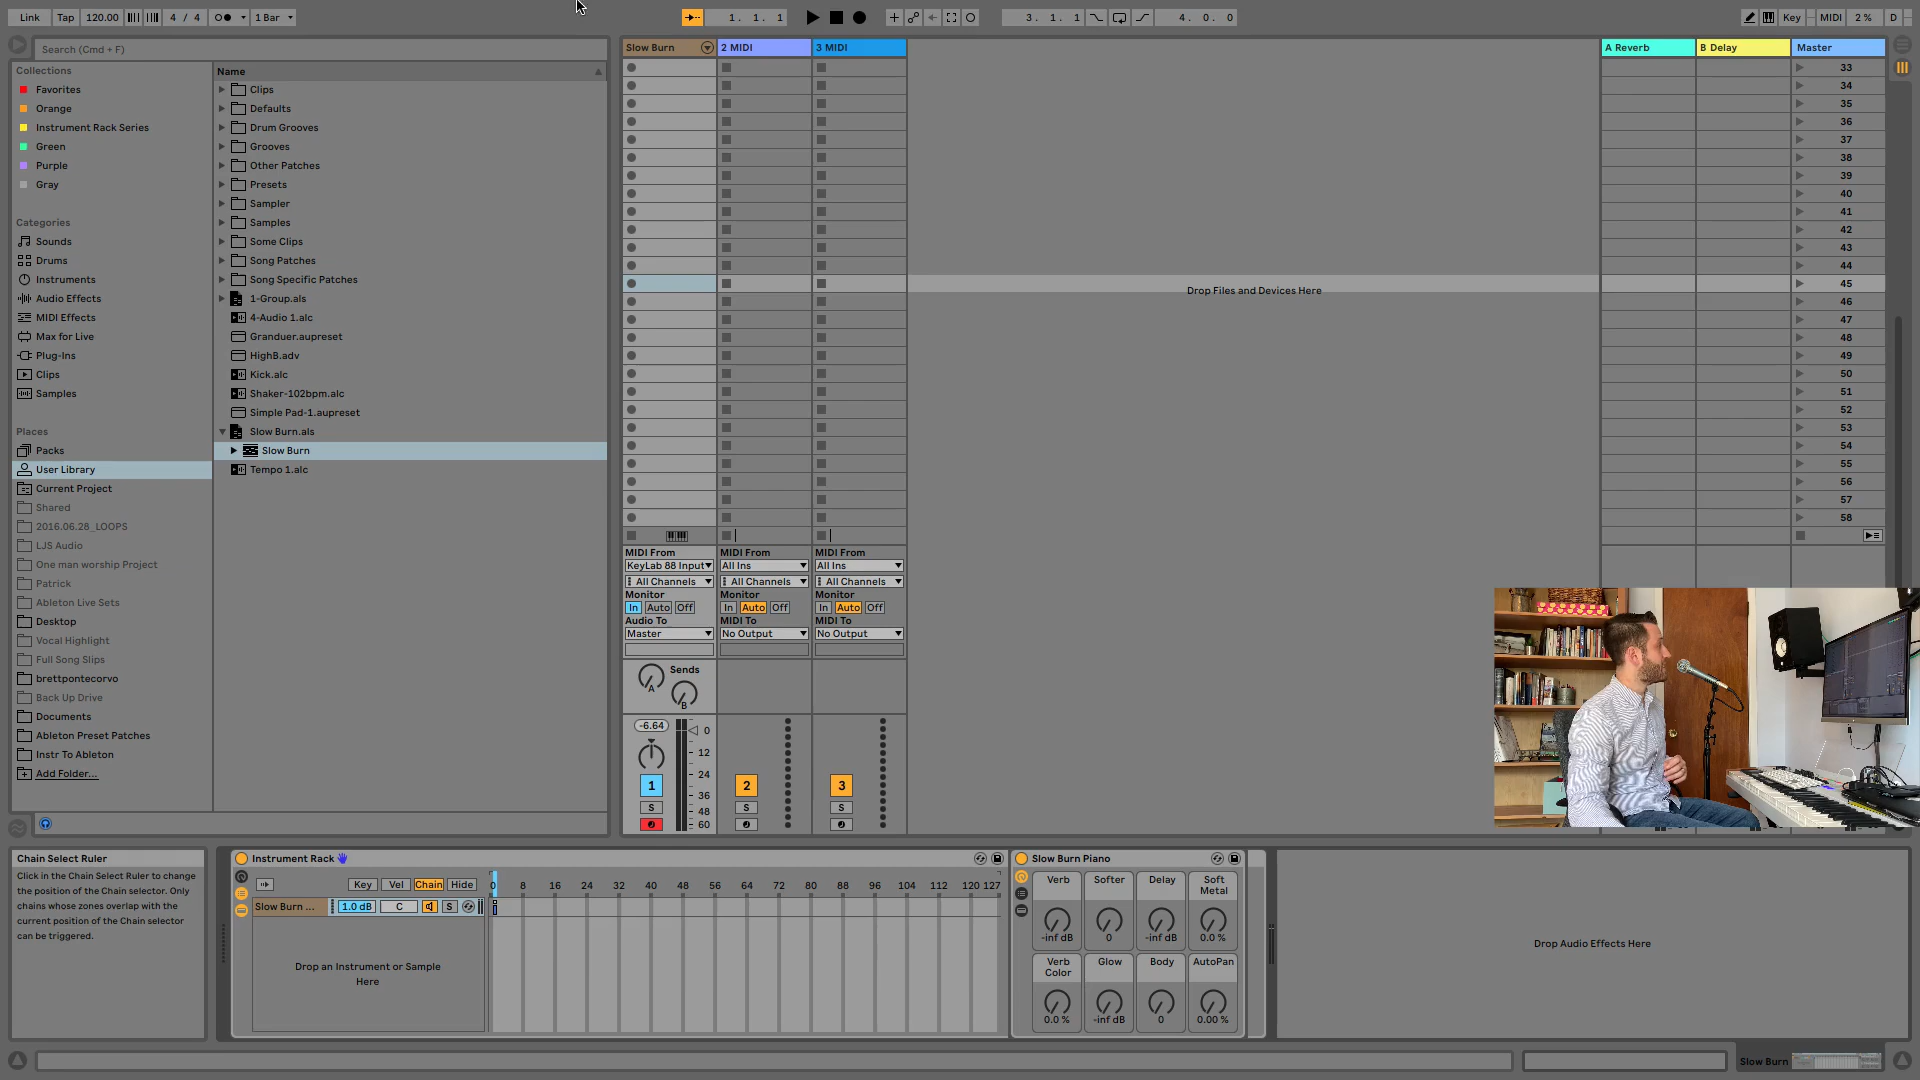 Link Tap 120.00 4 / 4 1 Bar
1. 1. 1
3. 1. 1 4. 0. 0
Key MIDI 2 % D
Search (Cmd + F)
Collections
Favorites
Orange
Instrument Rack Series
Green
Purple
Gray
Categories
Sounds
Drums
Instruments
Audio Effects
MIDI Effects
Max for Live
Plug-Ins
Clips
Samples
Places
Packs
User Library
Current Project
Shared
2016.06.28_LOOPS
LJS Audio
One man worship Project
Patrick
Ableton Live Sets
Desktop
Vocal Highlight
Full Song Slips
brettpontecorvo
Back Up Drive
Documents
Ableton Preset Patches
Instr To Ableton
Add Folder...
Name
Clips
Defaults
Drum Grooves
Grooves
Other Patches
Presets
Sampler
Samples
Some Clips
Song Patches
Song Specific Patches
1-Group.als
4-Audio 1.alc
Granduer.aupreset
HighB.adv
Kick.alc
Shaker-102bpm.alc
Simple Pad-1.aupreset
Slow Burn.als
Slow Burn
Tempo 1.alc
Slow Burn 2 MIDI 3 MIDI
A Reverb B Delay Master
33
34
35
36
37
38
39
40
41
42
43
44
45
46
47
48
49
50
51
52
53
54
55
56
57
58
Drop Files and Devices Here
MIDI From MIDI From MIDI From
KeyLab 88 Input All Ins All Ins
All Channels All Channels All Channels
Monitor Monitor Monitor
In Auto Off In Auto Off In Auto Off
Audio To MIDI To MIDI To
Master No Output No Output
Sends
A
B
-6.64
0
12
24
36
48
60
1 2 3
S S S
Chain Select Ruler
Click in the Chain Select Ruler to change
the position of the Chain selector. Only
chains whose zones overlap with the
current position of the Chain selector
can be triggered.
Instrument Rack
Key Vel Chain Hide
0 8 16 24 32 40 48 56 64 72 80 88 96 104 112 120 127
Slow Burn ... 1.0 dB C S
Drop an Instrument or Sample
Here
Slow Burn Piano
Verb Softer Delay Soft Metal
-inf dB 0 -inf dB 0.0 %
Verb Color Glow Body AutoPan
0.0 % -inf dB 0 0.00 %
Drop Audio Effects Here
Slow Burn